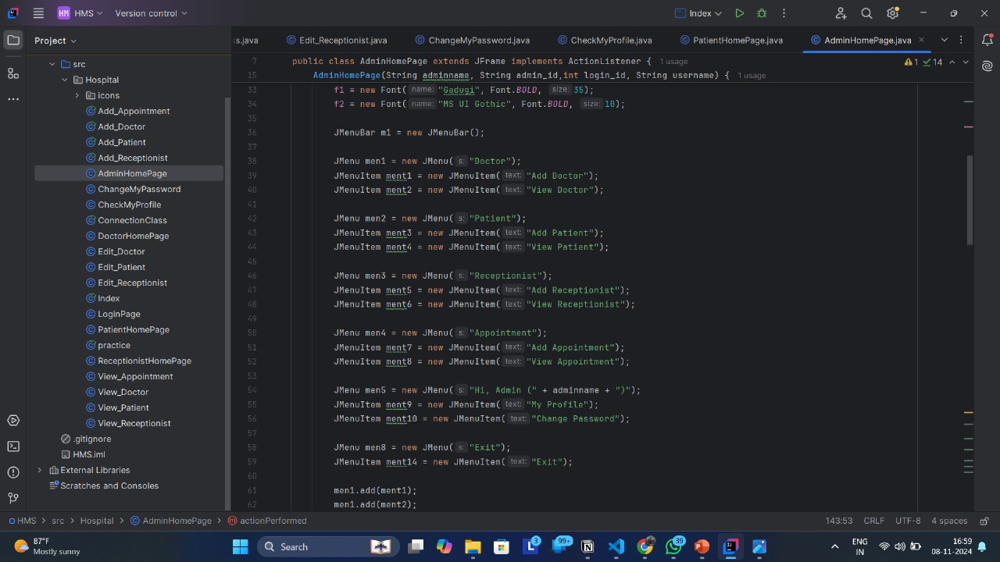 HM HMS Version control Index
Project
s.java Edit_Receptionist.java ChangeMyPassword.java CheckMyProfile.java PatientHomePage.java AdminHomePage.java
src
Hospital
icons
Add_Appointment
Add_Doctor
Add_Patient
Add_Receptionist
AdminHomePage
ChangeMyPassword
CheckMyProfile
ConnectionClass
DoctorHomePage
Edit_Doctor
Edit_Patient
Edit_Receptionist
Index
LoginPage
PatientHomePage
practice
ReceptionistHomePage
View_Appointment
View_Doctor
View_Patient
View_Receptionist
.gitignore
HMS.iml
External Libraries
Scratches and Consoles
7 public class AdminHomePage extends JFrame implements ActionListener { 1 usage 1 14
15 AdminHomePage(String adminname, String admin_id,int login_id, String username) { 1 usage
33 f1 = new Font( name: "Gadugi", Font.BOLD, size: 35);
34 f2 = new Font( name: "MS UI Gothic", Font.BOLD, size: 18);
35
36 JMenuBar m1 = new JMenuBar();
37
38 JMenu men1 = new JMenu( s: "Doctor");
39 JMenuItem ment1 = new JMenuItem( text: "Add Doctor");
40 JMenuItem ment2 = new JMenuItem( text: "View Doctor");
41
42 JMenu men2 = new JMenu( s: "Patient");
43 JMenuItem ment3 = new JMenuItem( text: "Add Patient");
44 JMenuItem ment4 = new JMenuItem( text: "View Patient");
45
46 JMenu men3 = new JMenu( s: "Receptionist");
47 JMenuItem ment5 = new JMenuItem( text: "Add Receptionist");
48 JMenuItem ment6 = new JMenuItem( text: "View Receptionist");
49
50 JMenu men4 = new JMenu( s: "Appointment");
51 JMenuItem ment7 = new JMenuItem( text: "Add Appointment");
52 JMenuItem ment8 = new JMenuItem( text: "View Appointment");
53
54 JMenu men5 = new JMenu( s: "Hi, Admin (" + adminname + ")");
55 JMenuItem ment9 = new JMenuItem( text: "My Profile");
56 JMenuItem ment10 = new JMenuItem( text: "Change Password");
57
58 JMenu men8 = new JMenu( s: "Exit");
59 JMenuItem ment14 = new JMenuItem( text: "Exit");
60
61 men1.add(ment1);
62 men1.add(ment2);
HMS > src > Hospital > AdminHomePage > actionPerformed 143:53 CRLF UTF-8 4 spaces
87°F
Mostly sunny
Search
3 99+ 39
ENG
IN
16:59
08-11-2024